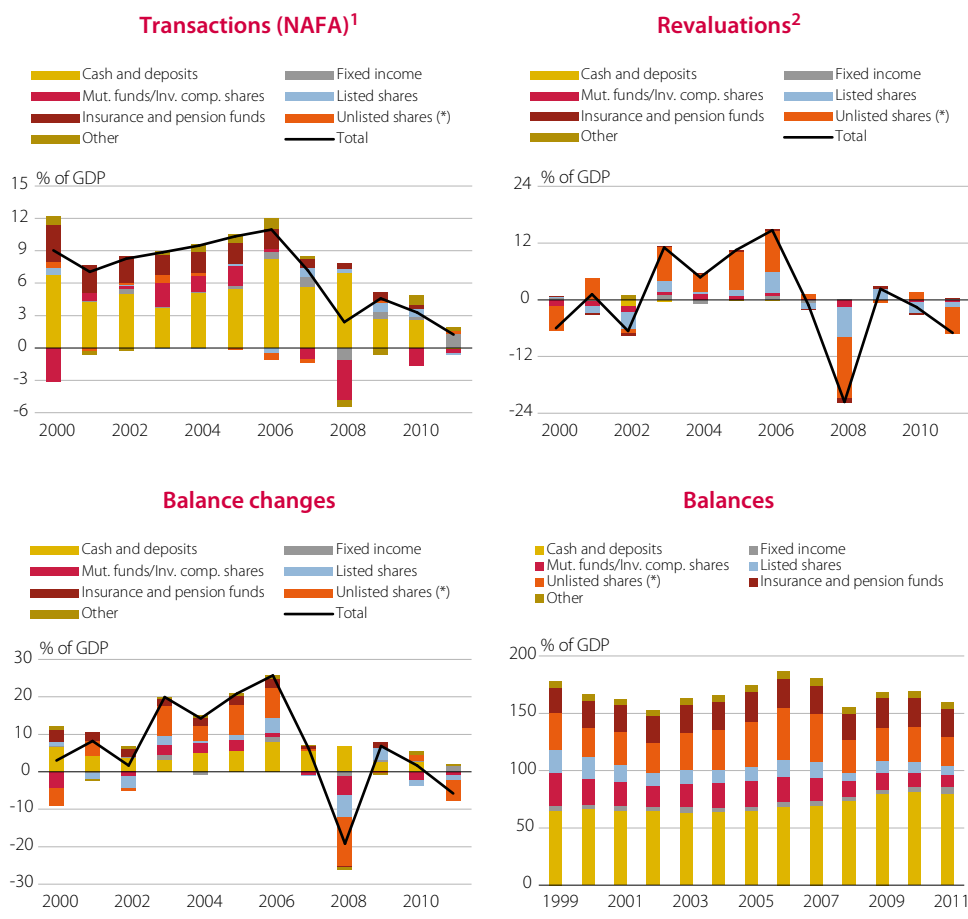 Transactions (NAFA)1
Cash and deposits
Fixed income
Mut. funds/Inv. comp. shares
Listed shares
Insurance and pension funds
Unlisted shares (*)
Other
Total
% of GDP
15
12
9
6
3
0
-3
-6
2000 2002 2004 2006 2008 2010
Revaluations2
Cash and deposits
Fixed income
Mut. funds/Inv. comp. shares
Listed shares
Insurance and pension funds
Unlisted shares (*)
Other
Total
% of GDP
24
12
0
-12
-24
2000 2002 2004 2006 2008 2010
Balance changes
Cash and deposits
Fixed income
Mut. funds/Inv. comp. shares
Listed shares
Insurance and pension funds
Unlisted shares (*)
Other
Total
% of GDP
30
20
10
0
-10
-20
-30
2000 2002 2004 2006 2008 2010
Balances
Cash and deposits
Fixed income
Mut. funds/Inv. comp. shares
Listed shares
Unlisted shares (*)
Insurance and pension funds
Other
% of GDP
200
150
100
50
0
1999 2001 2003 2005 2007 2009 2011